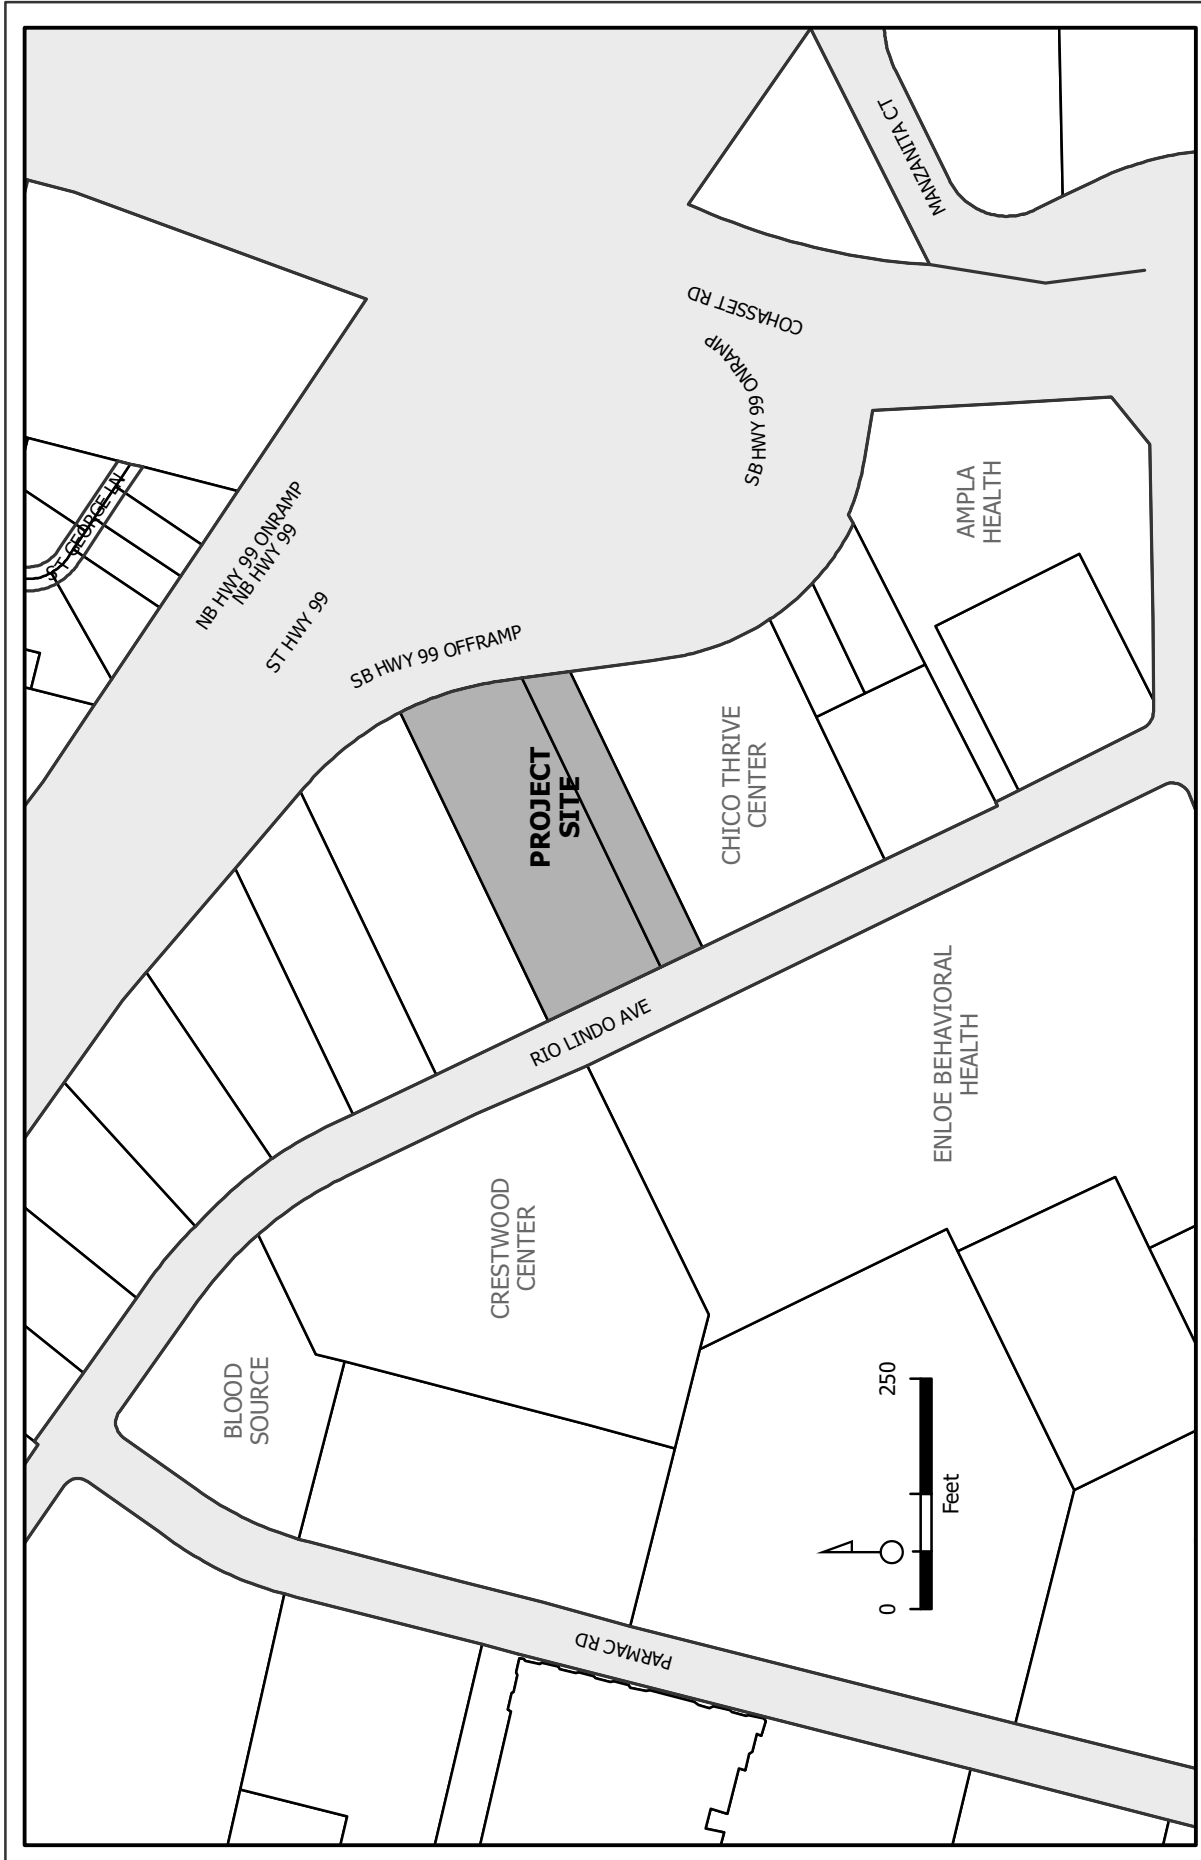 MANZANITA CT
COHASSET RD
SB HWY 99 ONRAMP
ST GEORGE LN
NB HWY 99 ONRAMP
NB HWY 99
ST HWY 99
SB HWY 99 OFFRAMP
AMPLA
HEALTH
PROJECT
SITE
CHICO THRIVE
CENTER
RIO LINDO AVE
ENLOE BEHAVIORAL
HEALTH
CRESTWOOD
CENTER
BLOOD
SOURCE
PARMAC RD
0
250
Feet